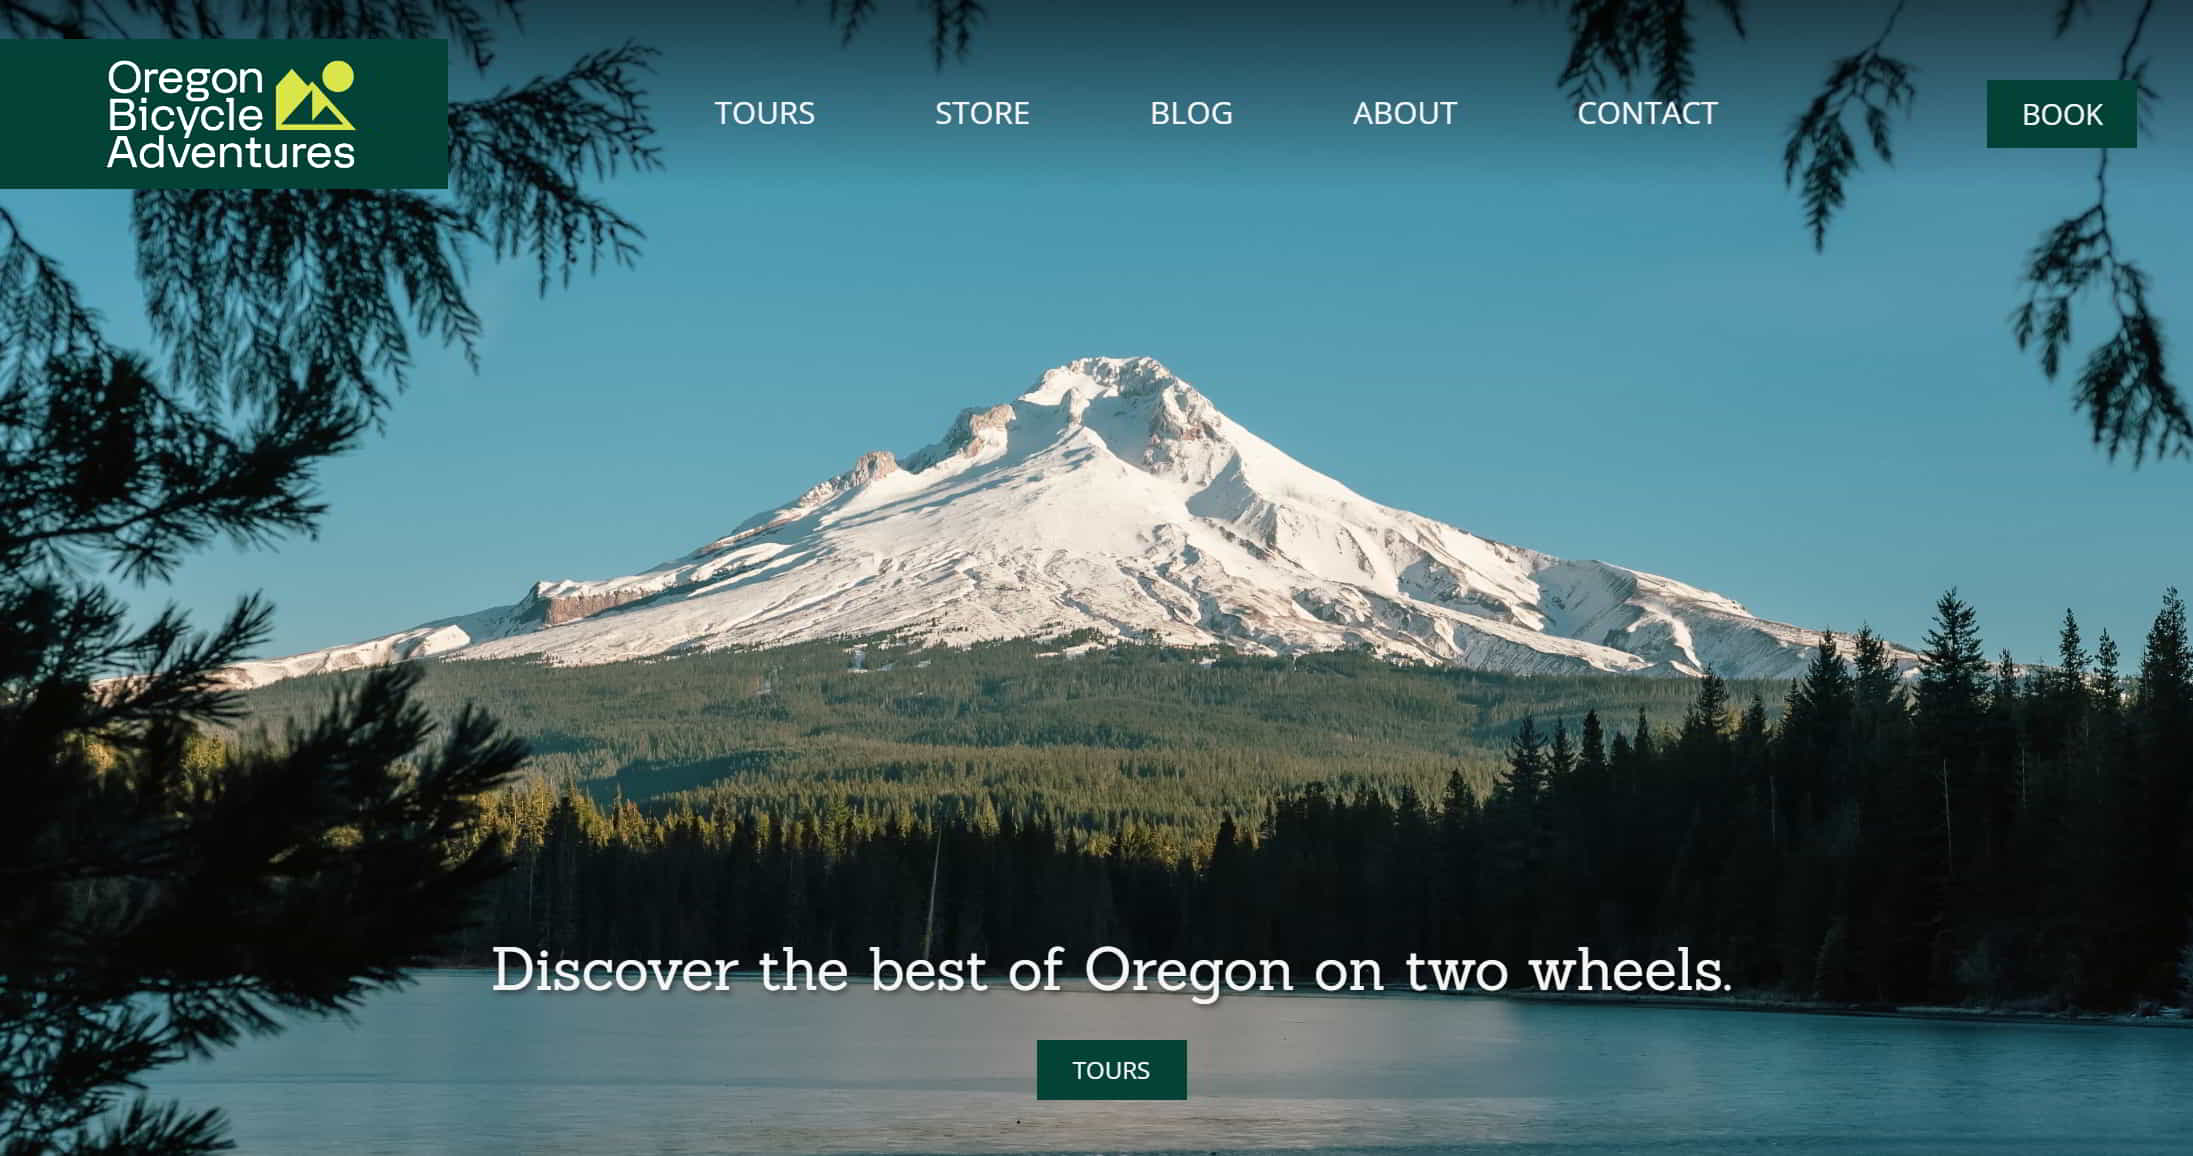 Oregon
Bicycle
Adventures
TOURS STORE BLOG ABOUT CONTACT BOOK
Discover the best of Oregon on two wheels.
TOURS